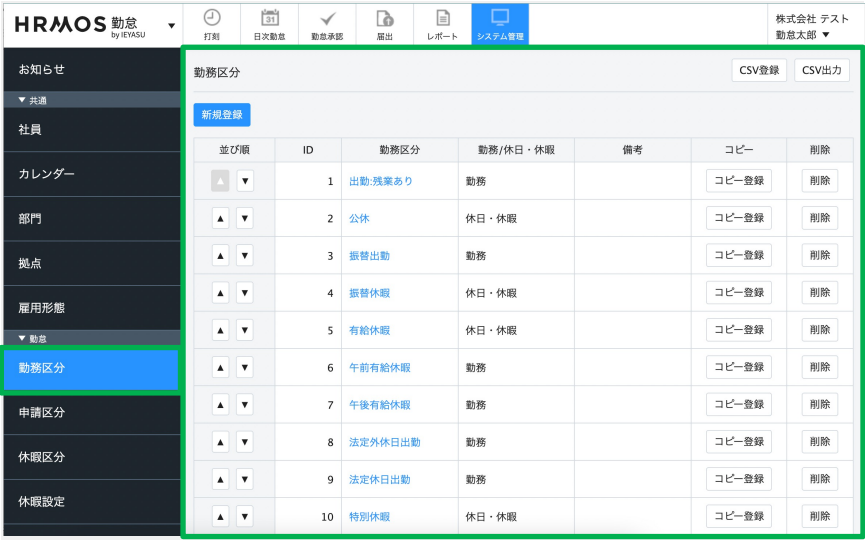 HRMOS 勤怠 ▼
by IEYASU
打刻
31
日次勤怠
勤怠承認
届出
レポート
システム管理
株式会社 テスト
勤怠太郎 ▼
お知らせ
▼ 共通
社員
カレンダー
部門
拠点
雇用形態
▼ 勤怠
勤務区分
申請区分
休暇区分
休暇設定
勤務区分
CSV登録 CSV出力
新規登録
並び順 ID 勤務区分 勤務/休日・休暇 備考 コピー 削除
▲ ▼ 1 出勤:残業あり 勤務 コピー登録 削除
▲ ▼ 2 公休 休日・休暇 コピー登録 削除
▲ ▼ 3 振替出勤 勤務 コピー登録 削除
▲ ▼ 4 振替休暇 休日・休暇 コピー登録 削除
▲ ▼ 5 有給休暇 休日・休暇 コピー登録 削除
▲ ▼ 6 午前有給休暇 勤務 コピー登録 削除
▲ ▼ 7 午後有給休暇 勤務 コピー登録 削除
▲ ▼ 8 法定外休日出勤 勤務 コピー登録 削除
▲ ▼ 9 法定休日出勤 勤務 コピー登録 削除
▲ ▼ 10 特別休暇 休日・休暇 コピー登録 削除